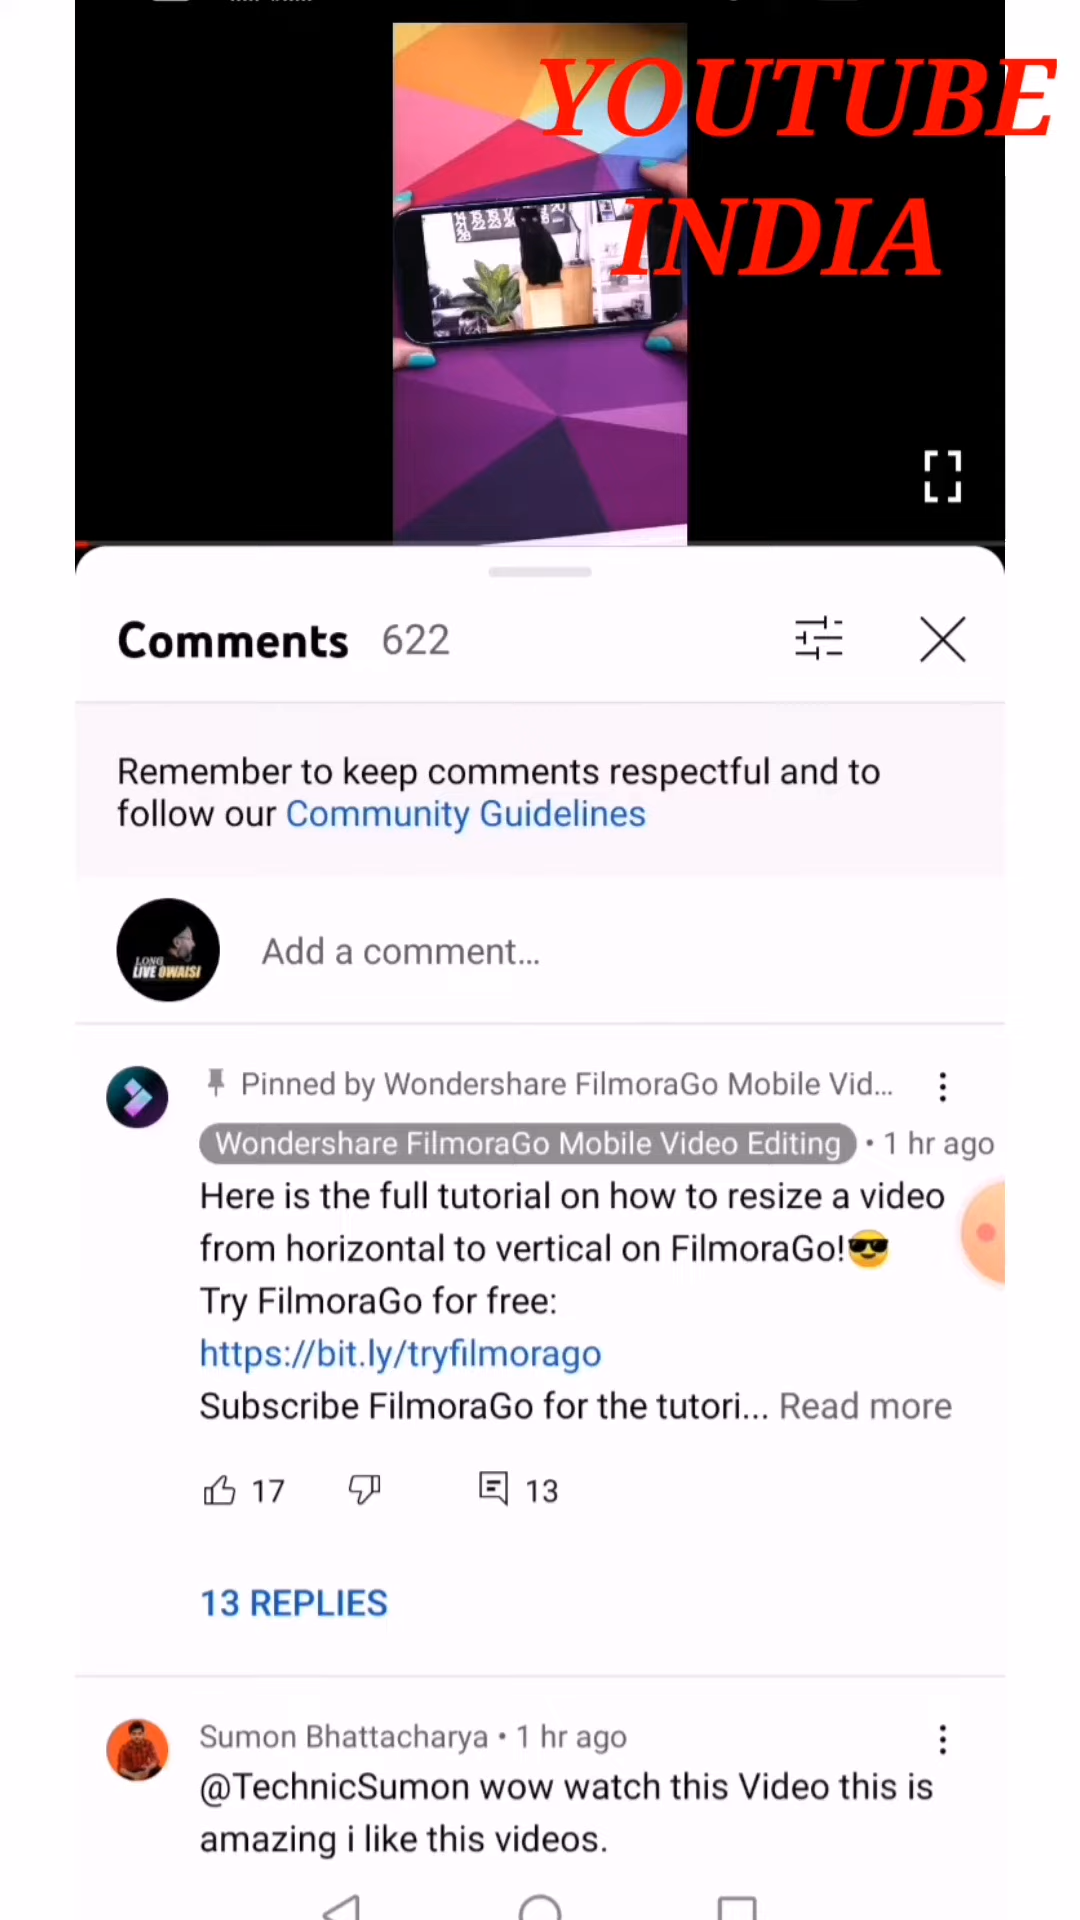 YOUTUBE
INDIA
Comments 622
Remember to keep comments respectful and to
follow our Community Guidelines
LONG
LIVE OWAISI
Add a comment...
Pinned by Wondershare FilmoraGo Mobile Vid...
Wondershare FilmoraGo Mobile Video Editing • 1 hr ago
Here is the full tutorial on how to resize a video
from horizontal to vertical on FilmoraGo!😎
Try FilmoraGo for free:
https://bit.ly/tryfilmorago
Subscribe FilmoraGo for the tutori... Read more
17 13
13 REPLIES
Sumon Bhattacharya • 1 hr ago
@TechnicSumon wow watch this Video this is
amazing i like this videos.